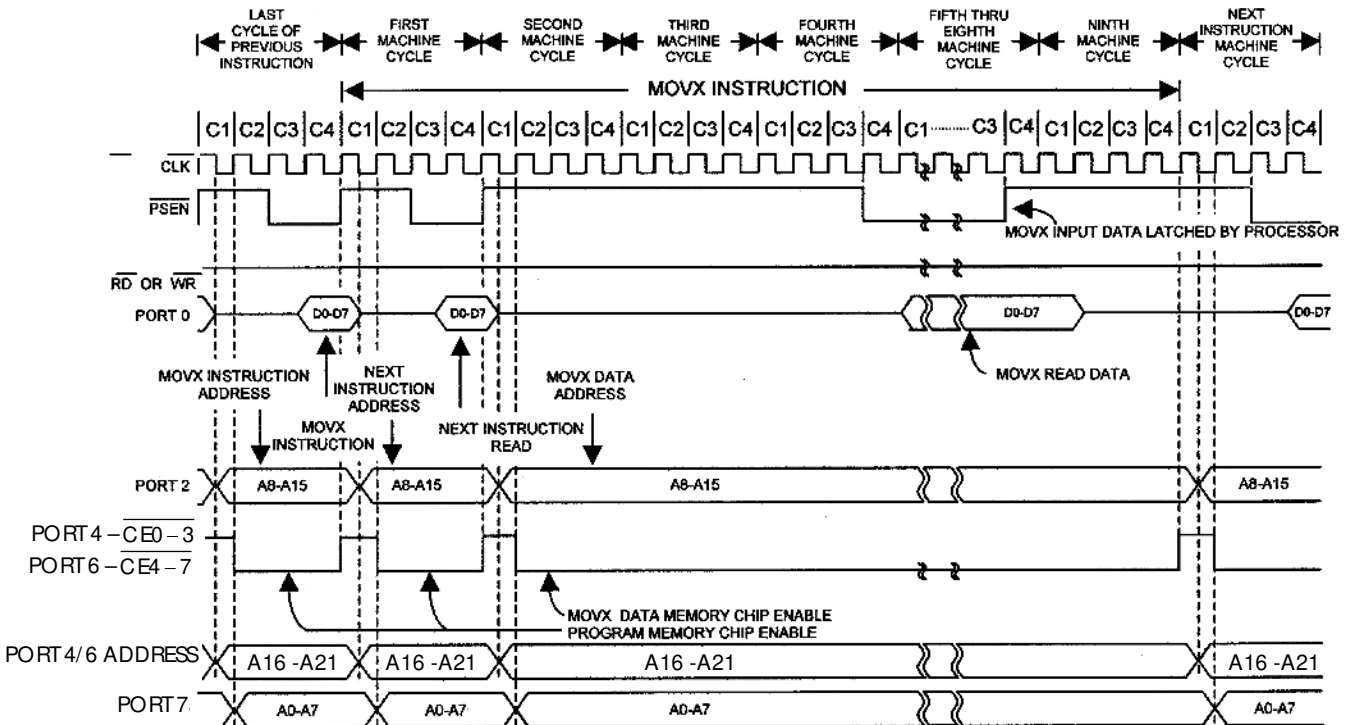 LAST CYCLE OF PREVIOUS INSTRUCTION
FIRST MACHINE CYCLE
SECOND MACHINE CYCLE
THIRD MACHINE CYCLE
FOURTH MACHINE CYCLE
FIFTH THRU EIGHTH MACHINE CYCLE
NINTH MACHINE CYCLE
NEXT INSTRUCTION MACHINE CYCLE
MOVX INSTRUCTION
C1 C2 C3 C4 C1 C2 C3 C4 C1 C2 C3 C4 C1 C2 C3 C4 C1 C2 C3 C4 C1 ........ C3 C4 C1 C2 C3 C4 C1 C2 C3 C4
CLK
PSEN
MOVX INPUT DATA LATCHED BY PROCESSOR
RD OR WR
PORT 0
D0-D7
D0-D7
D0-D7
D0-D7
MOVX INSTRUCTION ADDRESS
NEXT INSTRUCTION ADDRESS
MOVX DATA ADDRESS
MOVX READ DATA
MOVX INSTRUCTION
NEXT INSTRUCTION READ
PORT 2
A8-A15
A8-A15
A8-A15
A8-A15
PORT 4 – CE0 – 3
PORT 6 – CE4 – 7
MOVX DATA MEMORY CHIP ENABLE
PROGRAM MEMORY CHIP ENABLE
PORT 4/6 ADDRESS
A16 -A21
A16 -A21
A16 -A21
A16 -A21
PORT 7
A0-A7
A0-A7
A0-A7
A0-A7